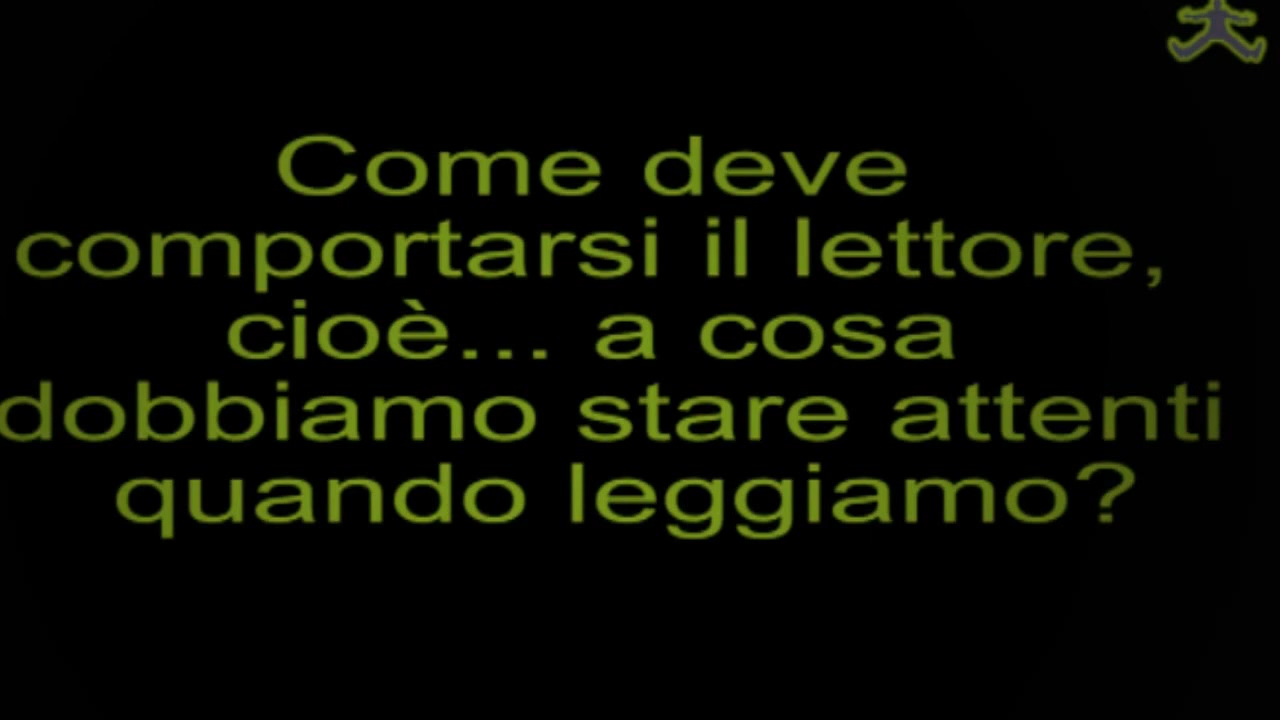 Come deve
comportarsi il lettore,
cioè... a cosa
dobbiamo stare attenti
quando leggiamo?